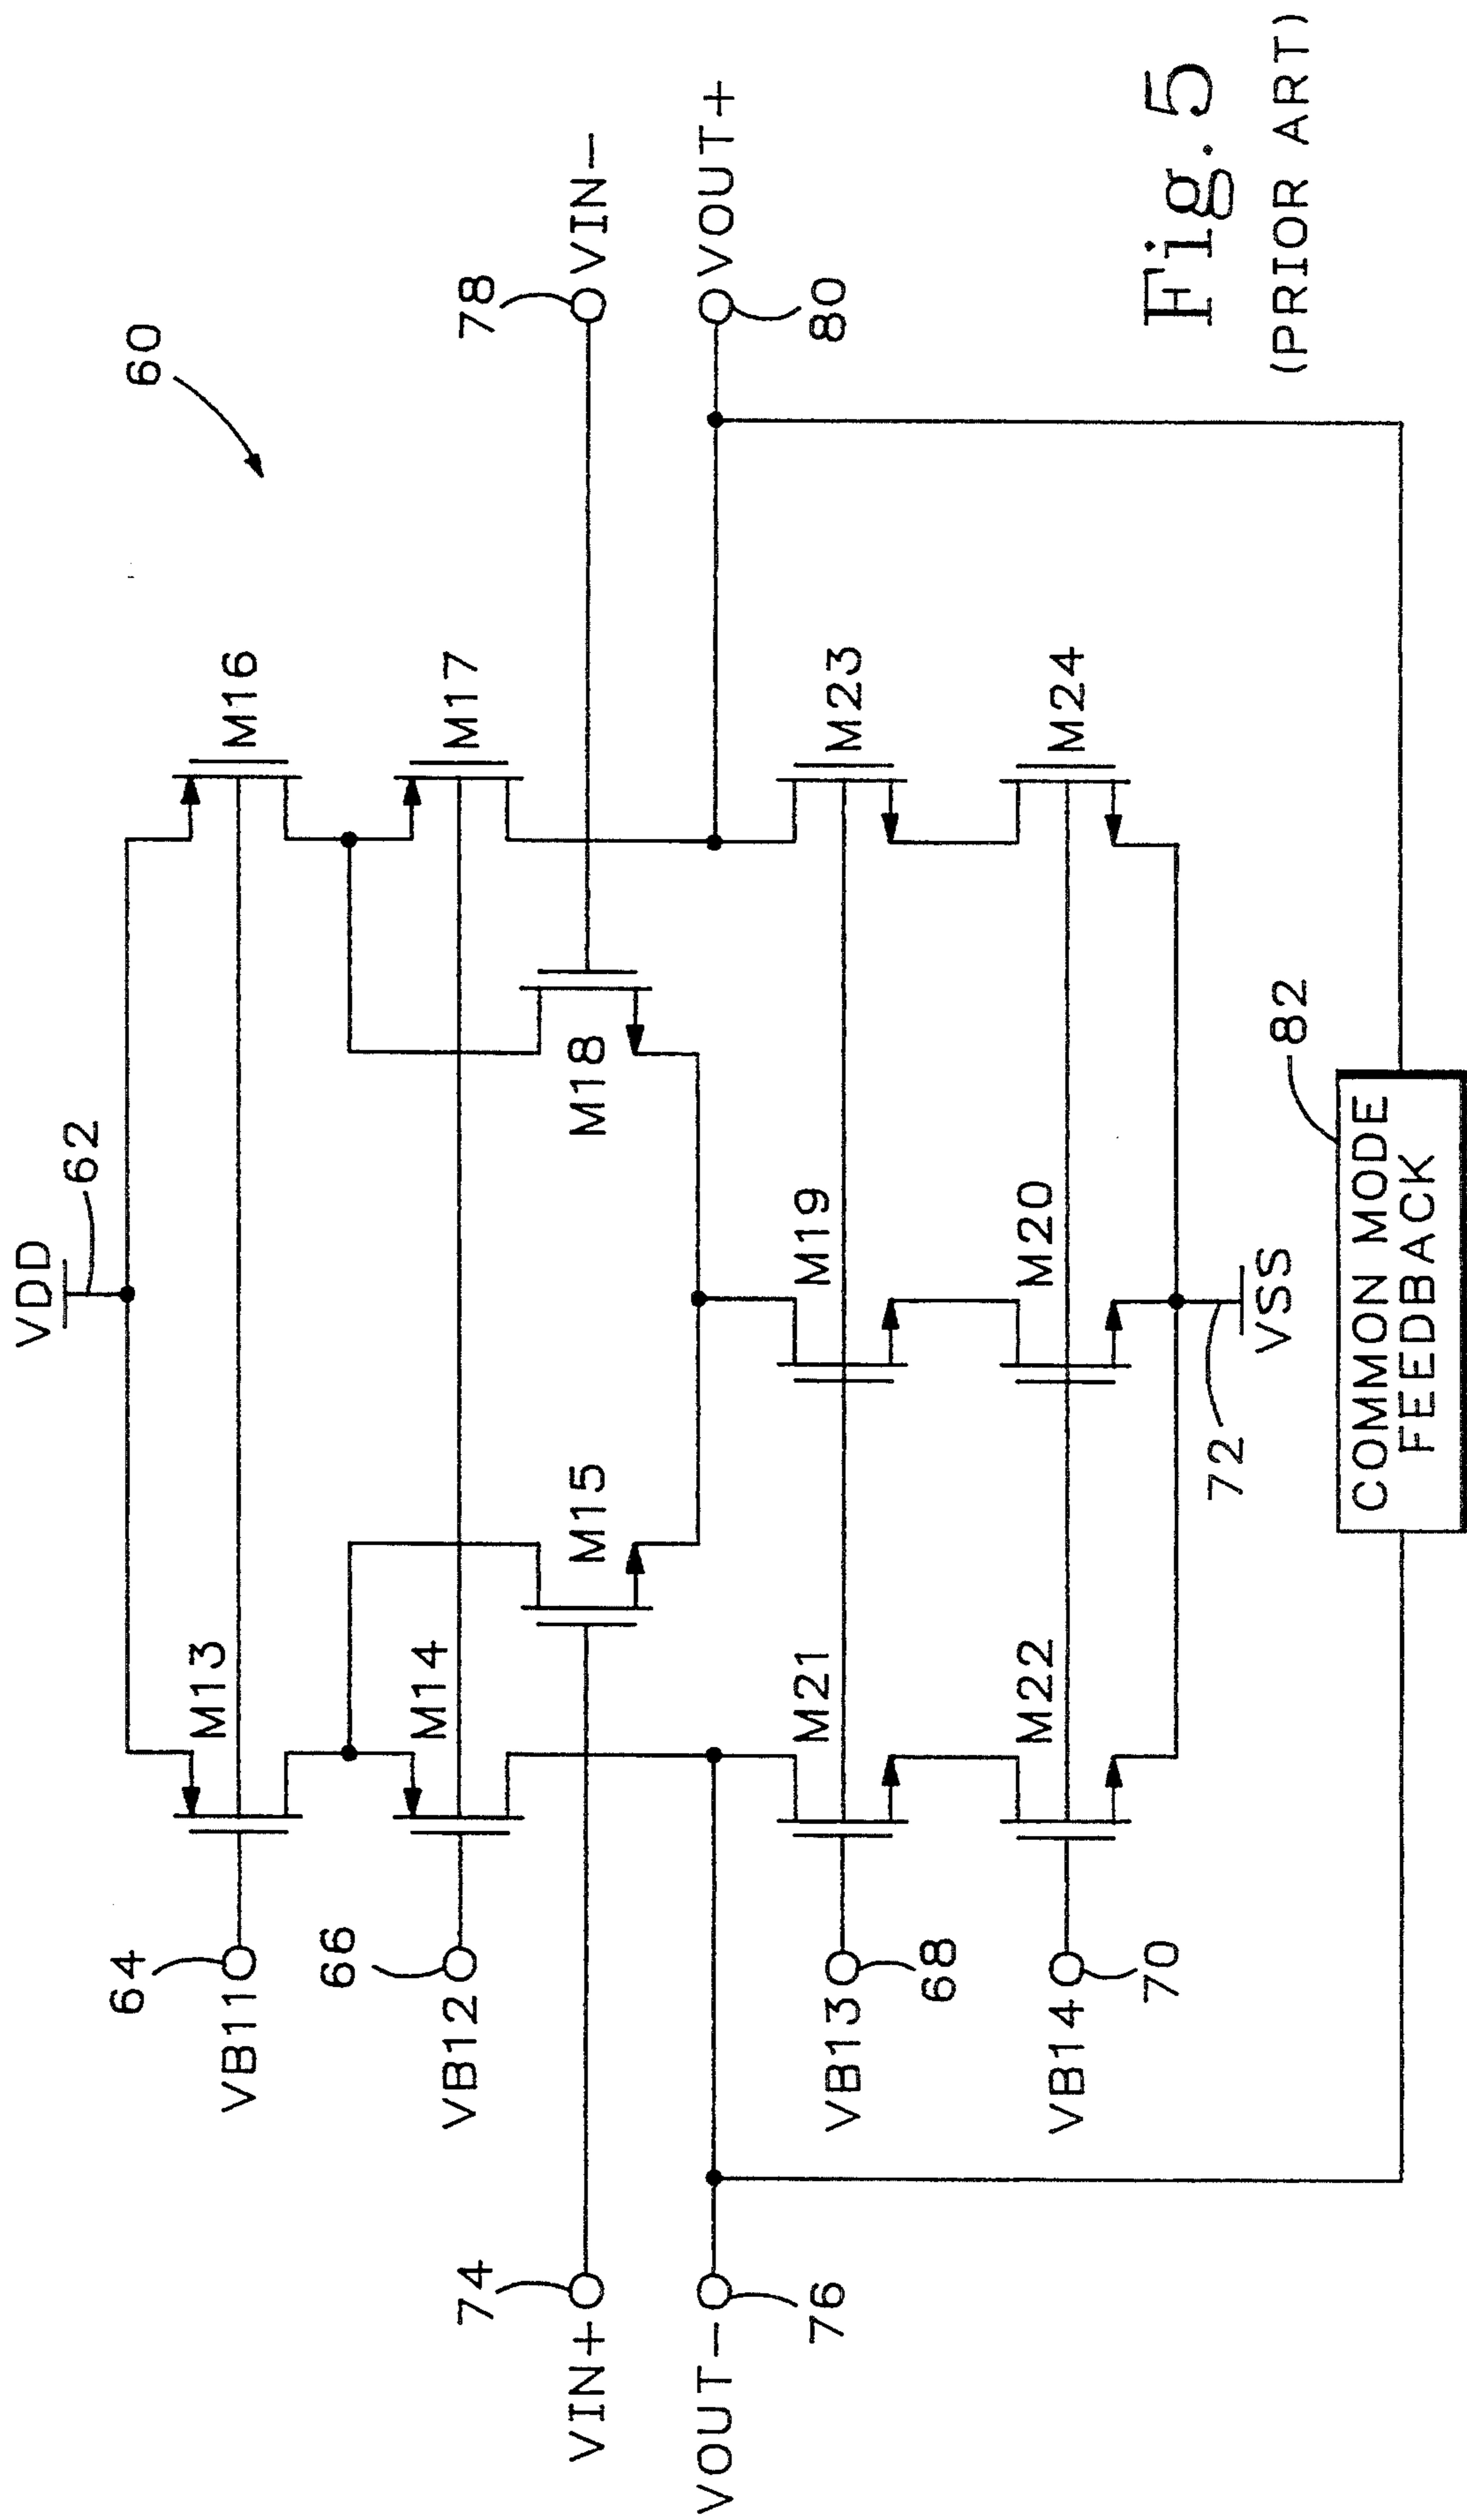 60
VDD
62
64
VB11
M13
M16
66
VB12
M14
M17
74
VIN+
M15
M18
78
VIN−
VOUT−
76
VOUT+
80
VB13
68
M21
M19
M23
VB14
70
M22
M20
M24
72
VSS
82
COMMON MODE
FEEDBACK
Fig. 5
(PRIOR ART)